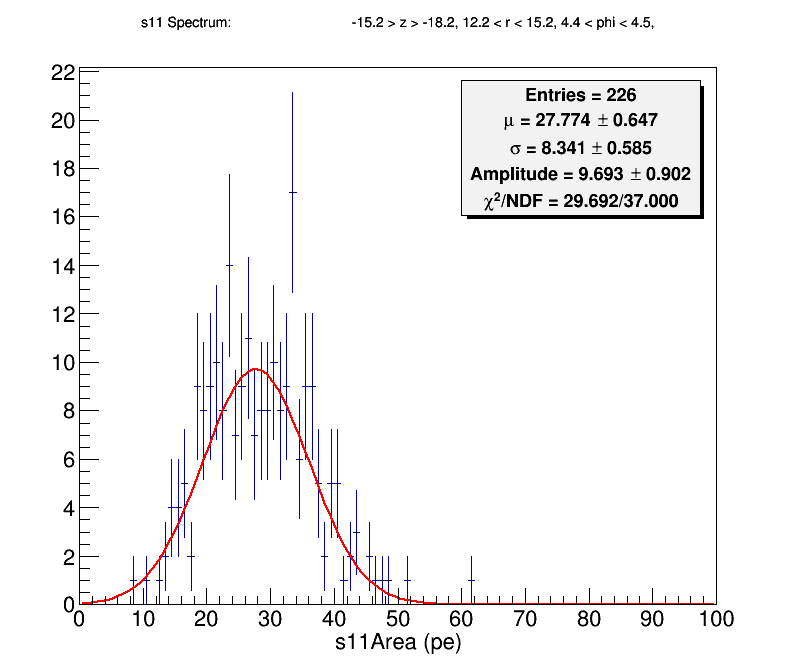 s11 Spectrum: -15.2 > z > -18.2, 12.2 < r < 15.2, 4.4 < phi < 4.5,
22
20
18
16
14
12
10
8
6
4
2
0
Entries = 226
μ = 27.774 ± 0.647
σ = 8.341 ± 0.585
Amplitude = 9.693 ± 0.902
χ²/NDF = 29.692/37.000
0 10 20 30 40 50 60 70 80 90 100
s11Area (pe)